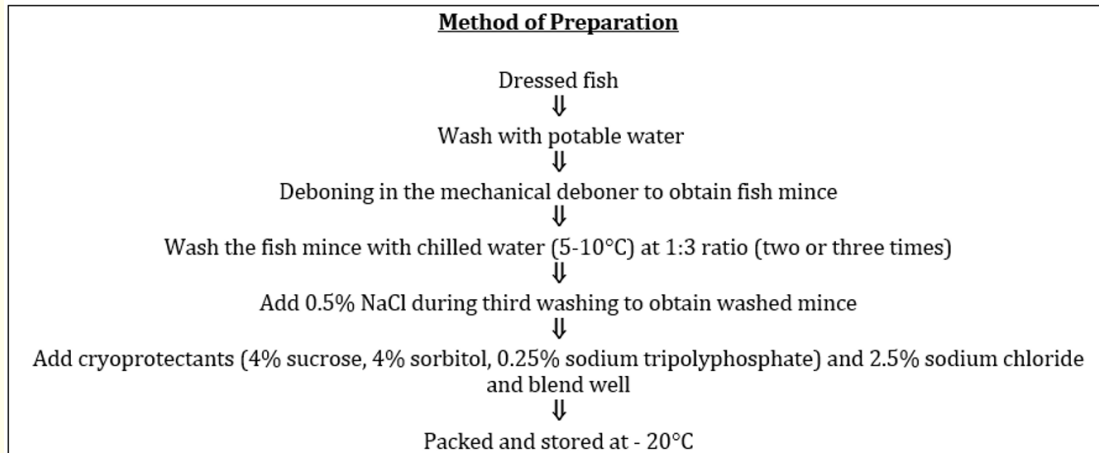 Method of Preparation
Dressed fish
⇓
Wash with potable water
⇓
Deboning in the mechanical deboner to obtain fish mince
⇓
Wash the fish mince with chilled water (5-10°C) at 1:3 ratio (two or three times)
⇓
Add 0.5% NaCl during third washing to obtain washed mince
⇓
Add cryoprotectants (4% sucrose, 4% sorbitol, 0.25% sodium tripolyphosphate) and 2.5% sodium chloride
and blend well
⇓
Packed and stored at - 20°C